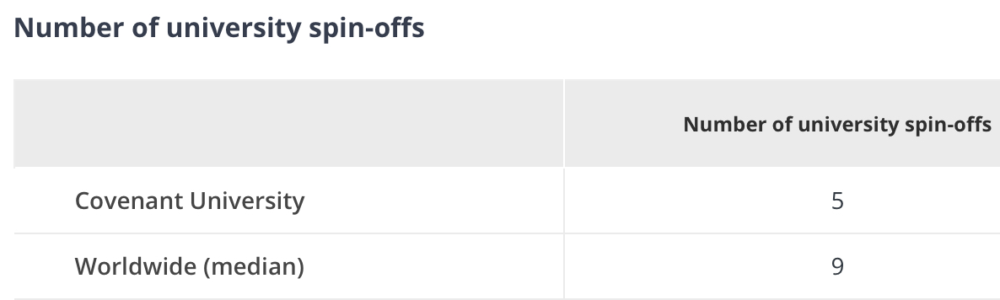 Number of university spin-offs
Number of university spin-offs
Covenant University 5
Worldwide (median) 9